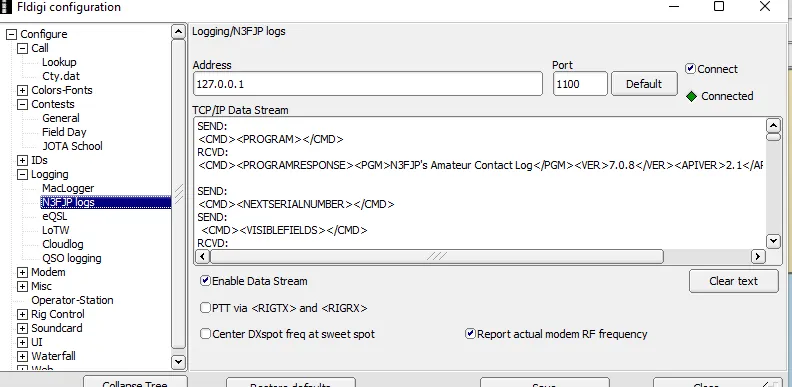 Fldigi configuration
Configure
Call
Lookup
Cty.dat
Colors-Fonts
Contests
General
Field Day
JOTA School
IDs
Logging
MacLogger
N3FJP logs
eQSL
LoTW
Cloudlog
QSO logging
Modem
Misc
Operator-Station
Rig Control
Soundcard
UI
Waterfall
Web
Collapse Tree
Logging/N3FJP logs
Address
127.0.0.1
Port
1100
Default
Connect
Connected
TCP/IP Data Stream
SEND:
<CMD><PROGRAM></CMD>
RCVD:
<CMD><PROGRAMRESPONSE><PGM>N3FJP's Amateur Contact Log</PGM><VER>7.0.8</VER><APIVER>2.1</AP
SEND:
<CMD><NEXTSERIALNUMBER></CMD>
SEND:
<CMD><VISIBLEFIELDS></CMD>
RCVD:
Enable Data Stream
Clear text
PTT via <RIGTX> and <RIGRX>
Center DXspot freq at sweet spot
Report actual modem RF frequency
Restore defaults
Save
Close